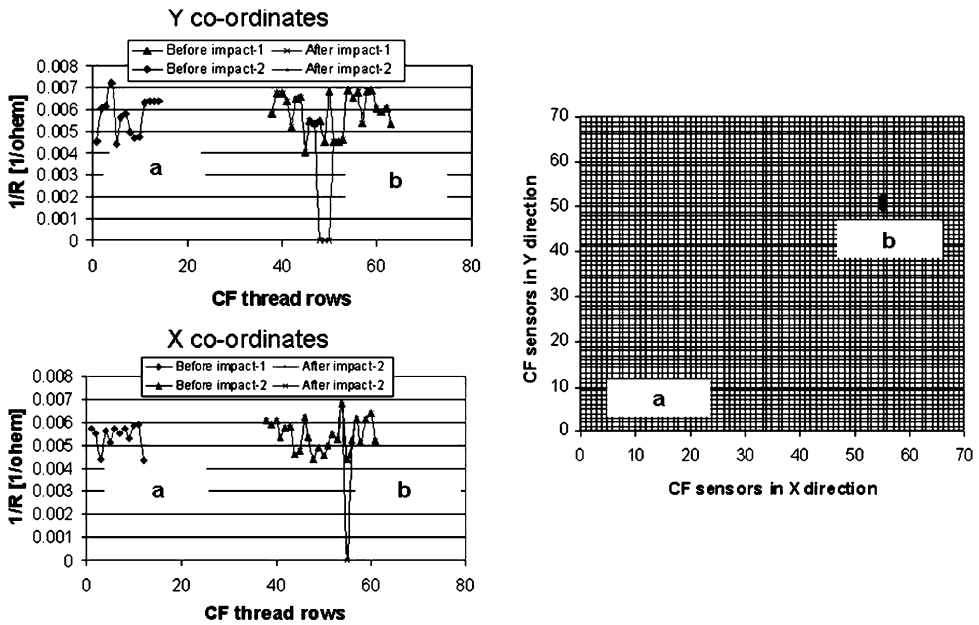 Y co-ordinates
Before impact-1 After impact-1
Before impact-2 After impact-2
0.008
0.007
0.006
0.005
0.004
0.003
0.002
0.001
0
1/R [1/ohem]
a
b
0 20 40 60 80
CF thread rows
X co-ordinates
Before impact-1 After impact-2
Before impact-2 After impact-2
0.008
0.007
0.006
0.005
0.004
0.003
0.002
0.001
0
1/R [1/ohem]
a
b
0 20 40 60 80
CF thread rows
70
60
50
40
30
20
10
0
CF sensors in Y direction
b
a
0 10 20 30 40 50 60 70
CF sensors in X direction